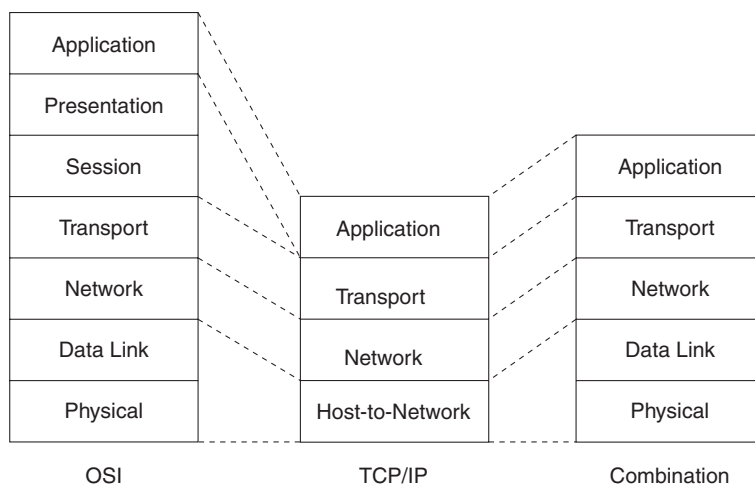 Application
Presentation
Session
Transport
Network
Data Link
Physical
OSI
Application
Transport
Network
Host-to-Network
TCP/IP
Application
Transport
Network
Data Link
Physical
Combination